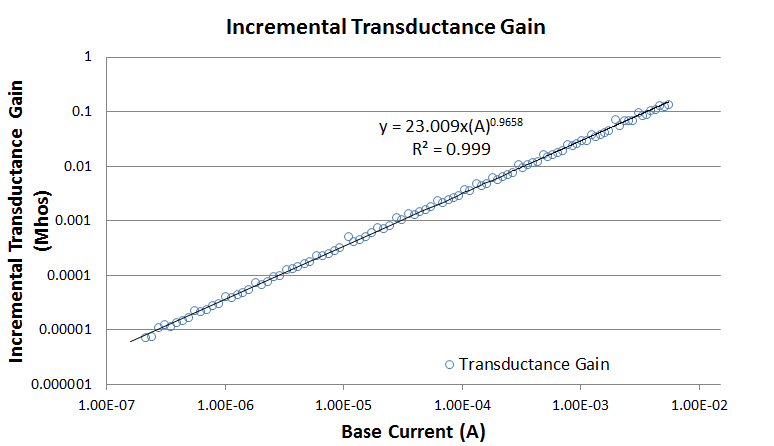 Incremental Transductance Gain
1
0.1
0.01
0.001
0.0001
0.00001
0.000001
Incremental Transductance Gain
(Mhos)
y = 23.009x(A)^0.9658
R² = 0.999
Transductance Gain
1.00E-07 1.00E-06 1.00E-05 1.00E-04 1.00E-03 1.00E-02
Base Current (A)